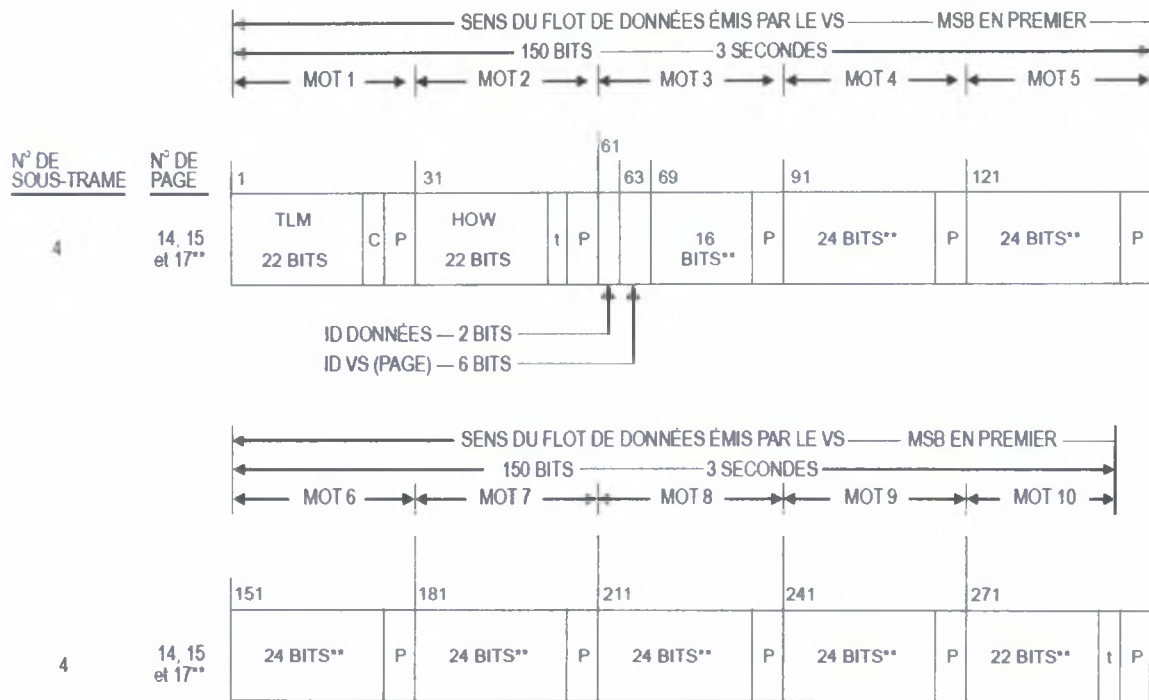 SENS DU FLOT DE DONNÉES ÉMIS PAR LE VS MSB EN PREMIER
150 BITS 3 SECONDES
MOT 1 MOT 2 MOT 3 MOT 4 MOT 5
N° DE SOUS-TRAME
N° DE PAGE
1 31 61 63 69 91 121
4
14, 15 et 17**
TLM 22 BITS
C P
HOW 22 BITS
t P
16 BITS** P
24 BITS** P
24 BITS** P
ID DONNÉES — 2 BITS
ID VS (PAGE) — 6 BITS
SENS DU FLOT DE DONNÉES ÉMIS PAR LE VS MSB EN PREMIER
150 BITS 3 SECONDES
MOT 6 MOT 7 MOT 8 MOT 9 MOT 10
151 181 211 241 271
4
14, 15 et 17**
24 BITS** P 24 BITS** P 24 BITS** P 24 BITS** P 22 BITS** t P